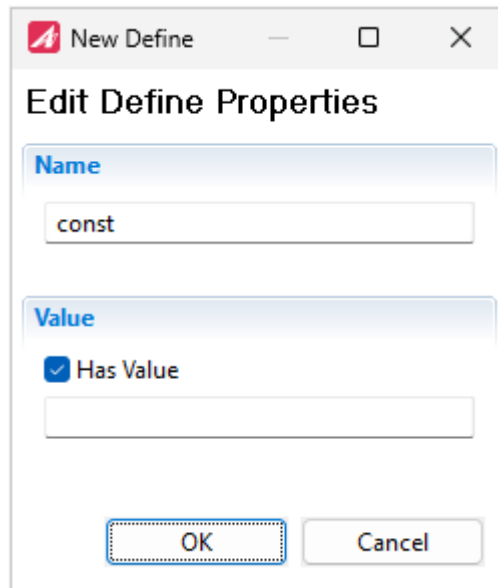 New Define
Edit Define Properties
Name
const
Value
Has Value
OK Cancel